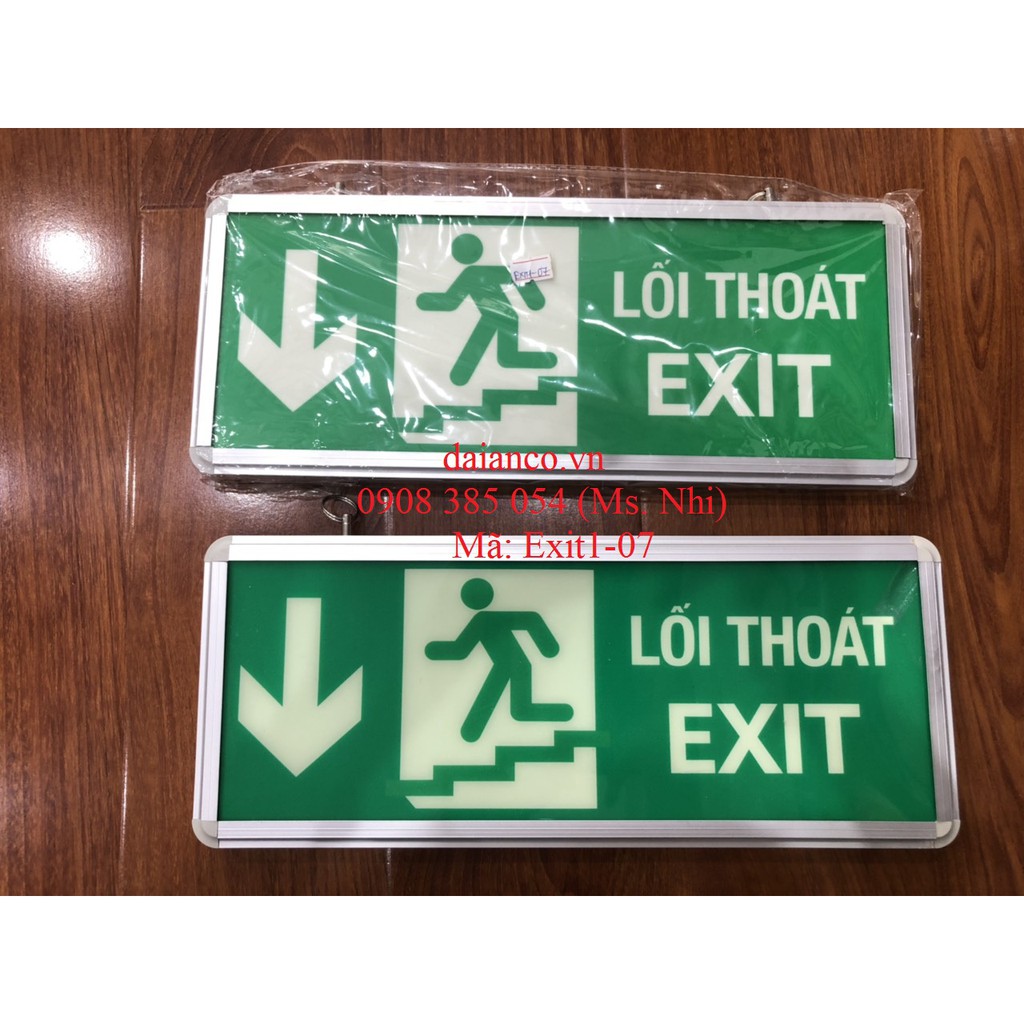 LỐI THOÁT
EXIT
daianco.vn
0908 385 054 (Ms. Nhi)
Mã: Exit1-07
LỐI THOÁT
EXIT